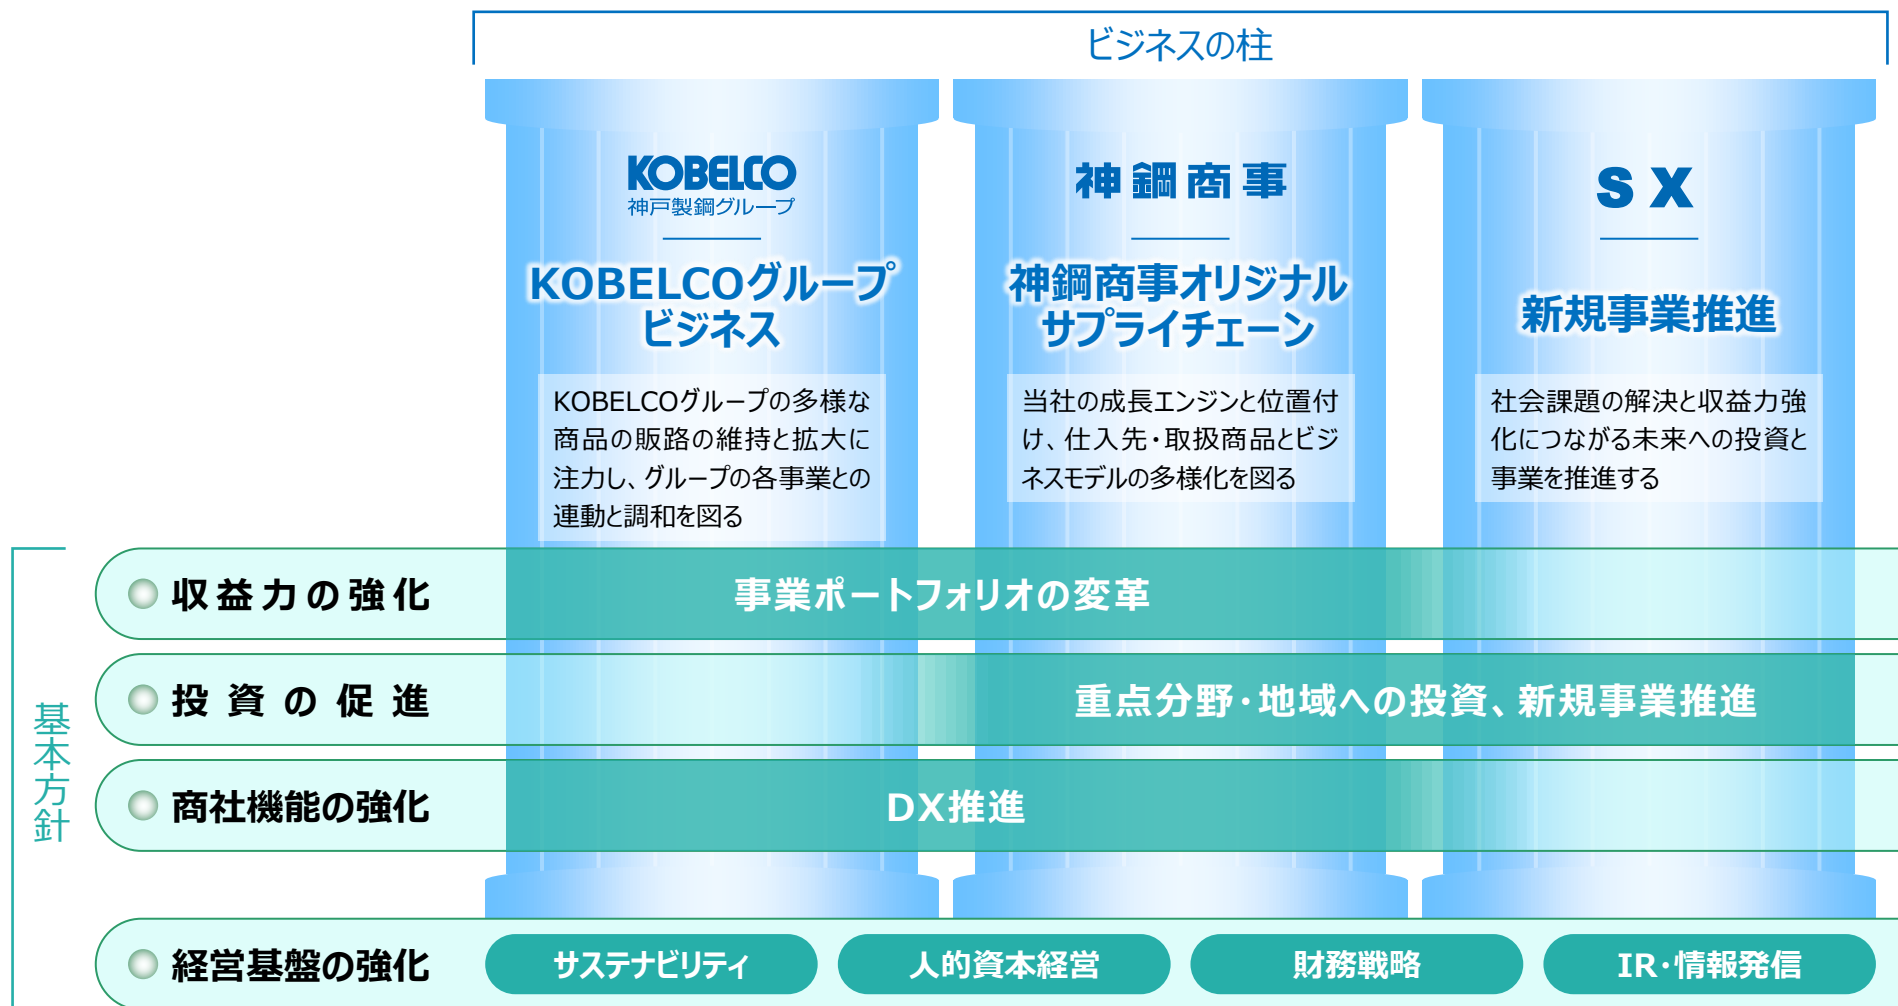 ビジネスの柱
KOBELCO
神戸製鋼グループ
KOBELCOグループ
ビジネス
KOBELCOグループの多様な
商品の販路の維持と拡大に
注力し、グループの各事業との
連動と調和を図る
神鋼商事
神鋼商事オリジナル
サプライチェーン
当社の成長エンジンと位置付
け、仕入先・取扱商品とビジ
ネスモデルの多様化を図る
SX
新規事業推進
社会課題の解決と収益力強
化につながる未来への投資と
事業を推進する
基本方針
収益力の強化
事業ポートフォリオの変革
投資の促進
重点分野・地域への投資、新規事業推進
商社機能の強化
DX推進
経営基盤の強化
サステナビリティ
人的資本経営
財務戦略
IR・情報発信